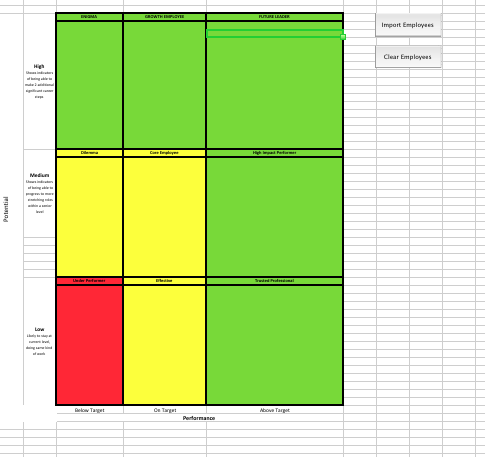 ENIGMA
GROWTH EMPLOYEE
FUTURE LEADER
Import Employees
Clear Employees
High
Shows indicators
of being able to
make 2 additional
significant career
steps
Dilemma
Core Employee
High Impact Performer
Medium
Shows indicators
of being able to
progress to more
stretching roles
within a similar
level
Potential
Under Performer
Effective
Trusted Professional
Low
Likely to stay at
current level,
doing same kind
of work
Below Target
On Target
Above Target
Performance